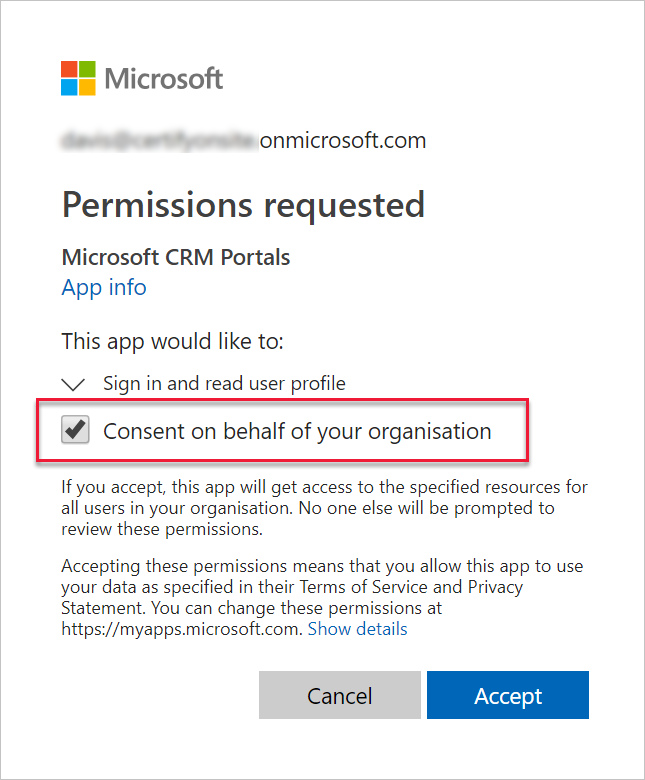 Microsoft
onmicrosoft.com
Permissions requested
Microsoft CRM Portals
App info
This app would like to:
Sign in and read user profile
Consent on behalf of your organisation
If you accept, this app will get access to the specified resources for
all users in your organisation. No one else will be prompted to
review these permissions.
Accepting these permissions means that you allow this app to use
your data as specified in their Terms of Service and Privacy
Statement. You can change these permissions at
https://myapps.microsoft.com. Show details
Cancel
Accept